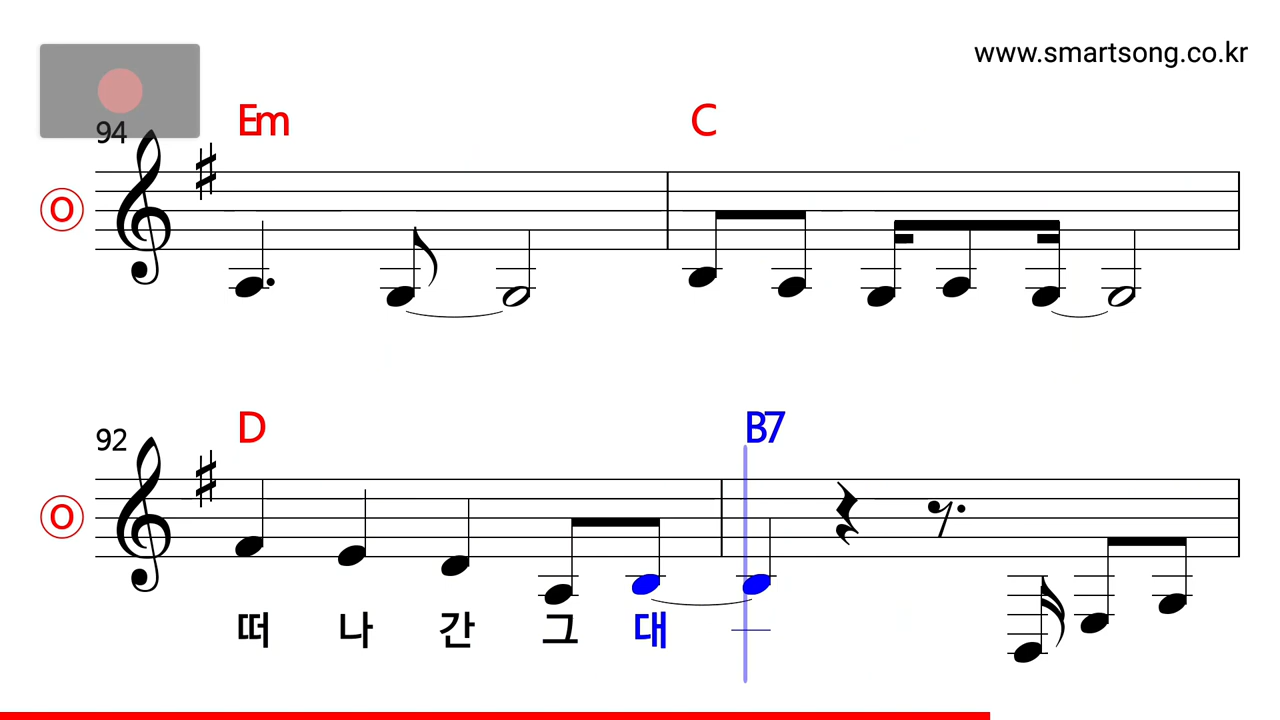 www.smartsong.co.kr
94 Em C
O
92 D B7
O
떠 나 간 그 대